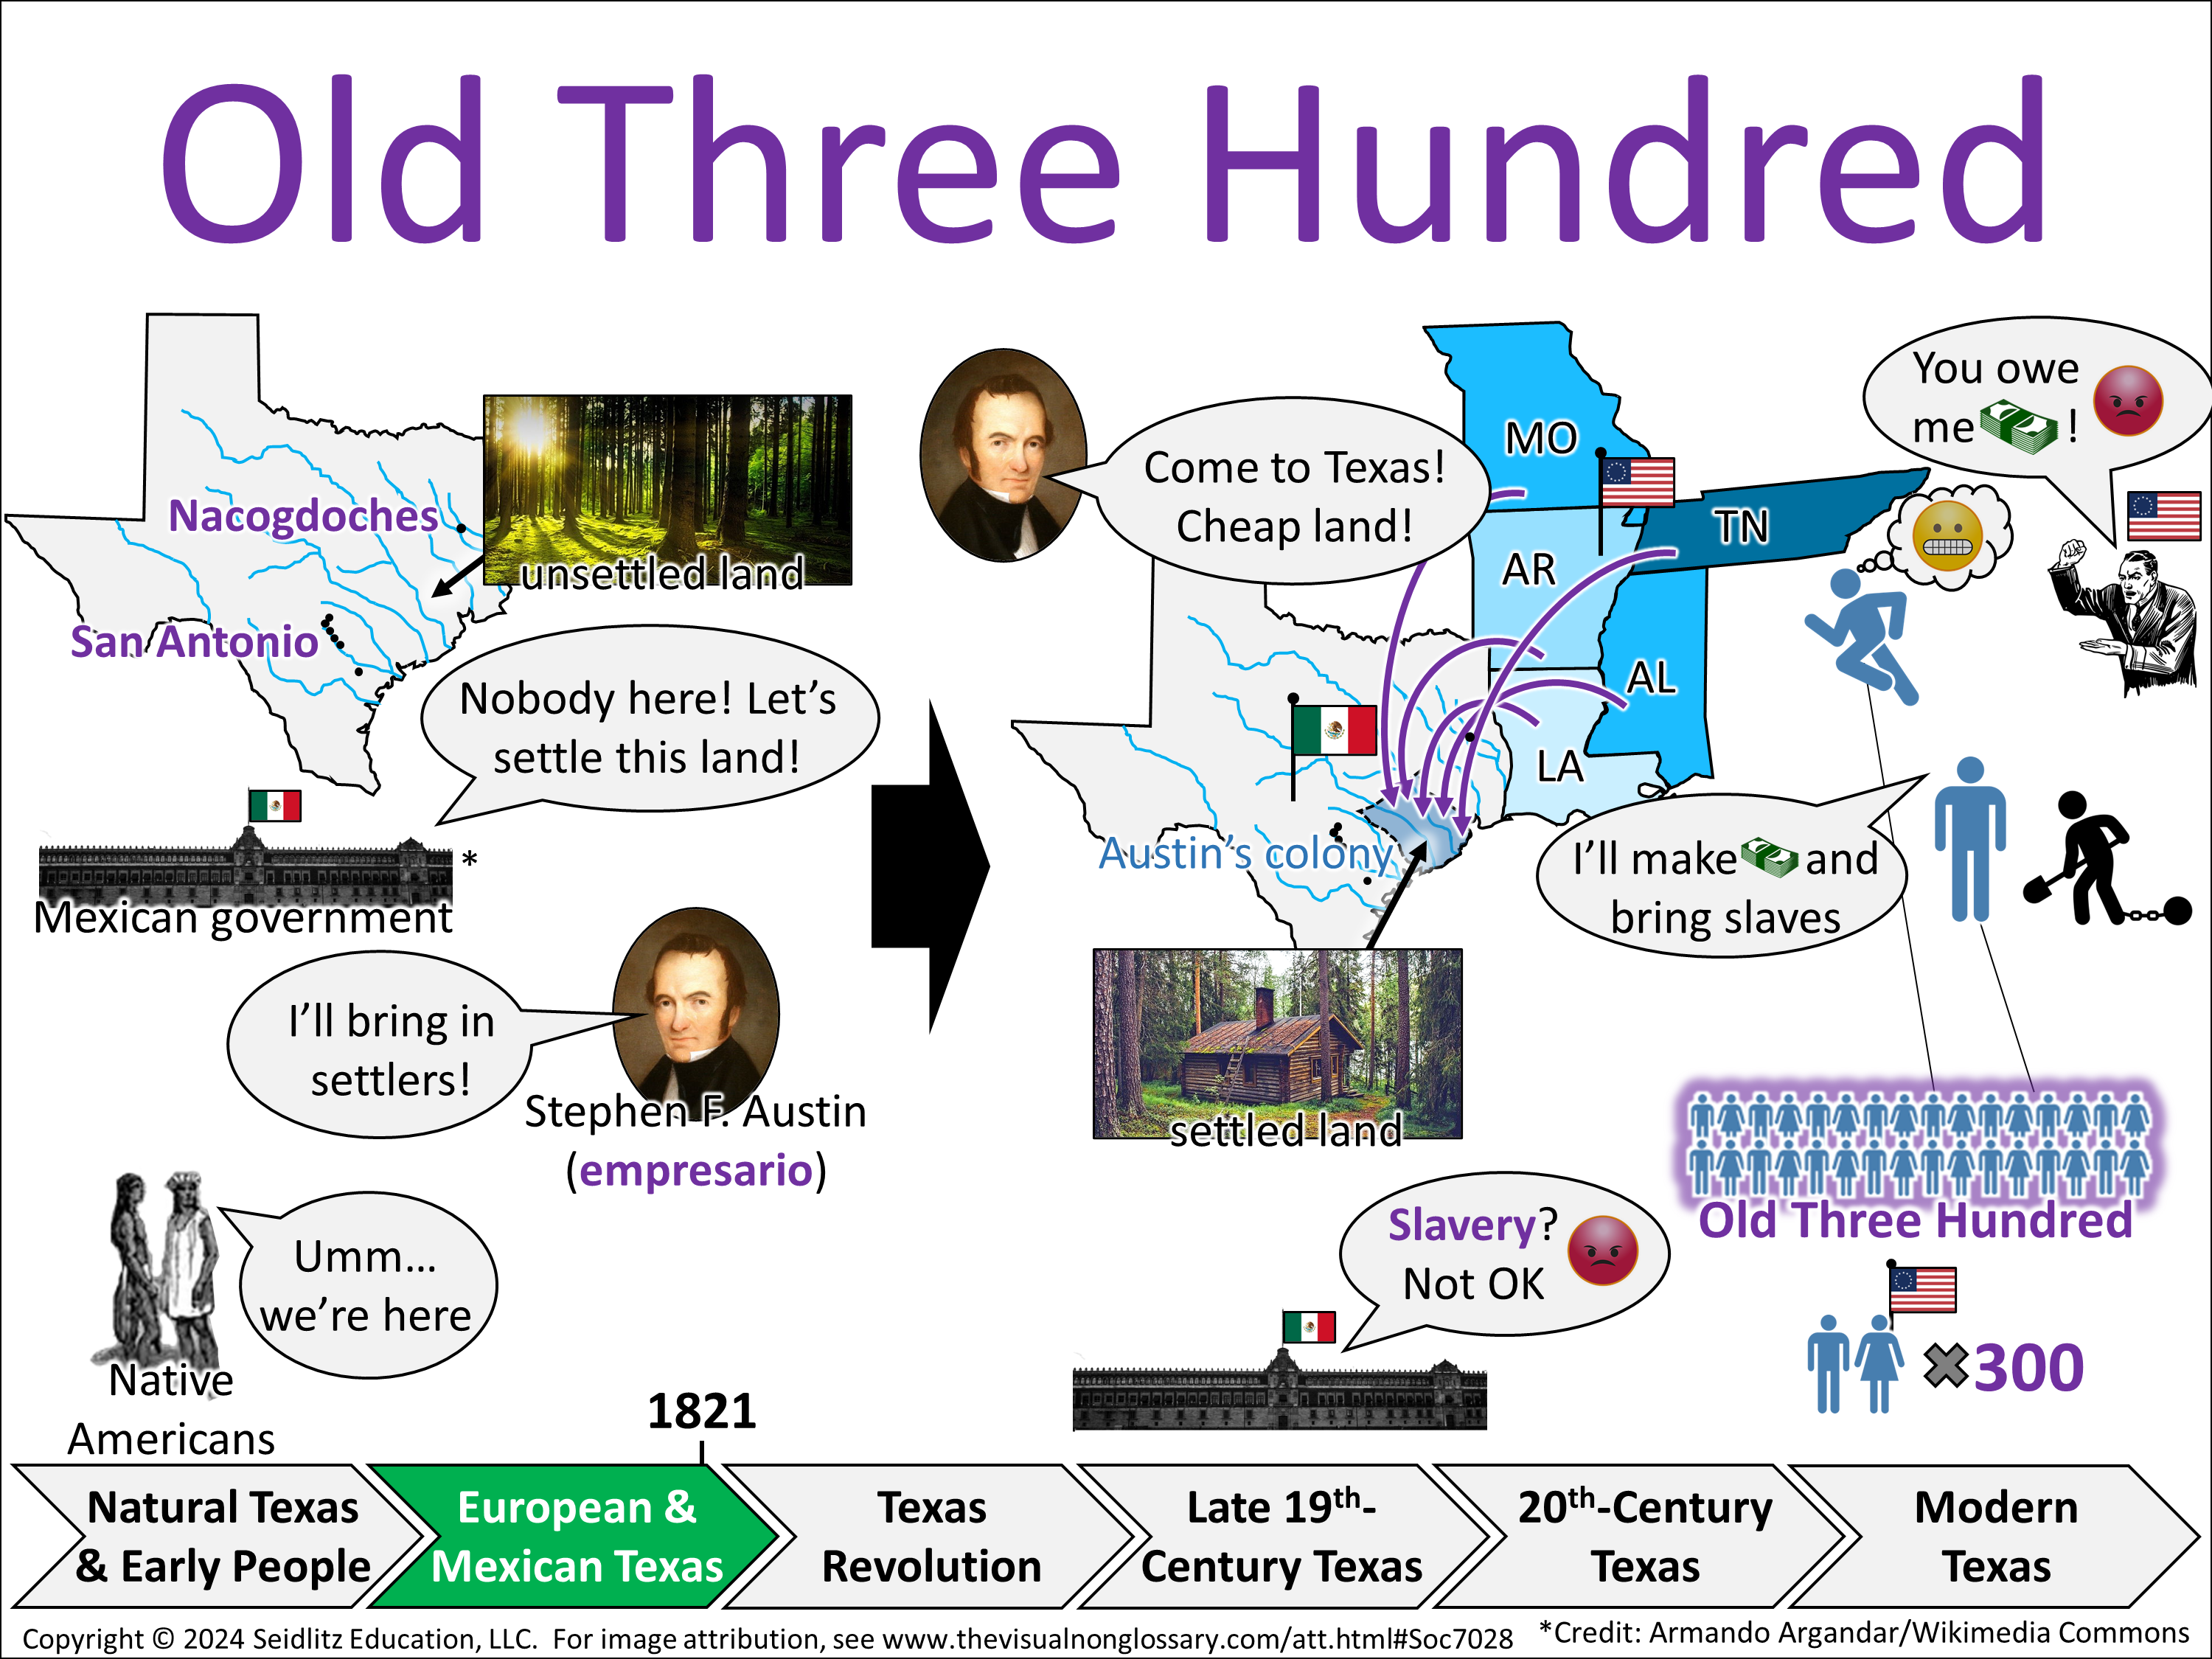 Old Three Hundred
Nacogdoches
San Antonio
unsettled land
Nobody here! Let's
settle this land!
*
Mexican government
I'll bring in
settlers!
Stephen F. Austin
(empresario)
Umm...
we're here
Native
Americans
Come to Texas!
Cheap land!
MO
AR
TN
AL
LA
You owe
me !
Austin's colony
I'll make and
bring slaves
settled land
Slavery?
Not OK
Old Three Hundred
300
1821
Natural Texas
& Early People
European &
Mexican Texas
Texas
Revolution
Late 19th-
Century Texas
20th-Century
Texas
Modern
Texas
Copyright © 2024 Seidlitz Education, LLC. For image attribution, see www.thevisualnonglossary.com/att.html#Soc7028
*Credit: Armando Argandar/Wikimedia Commons